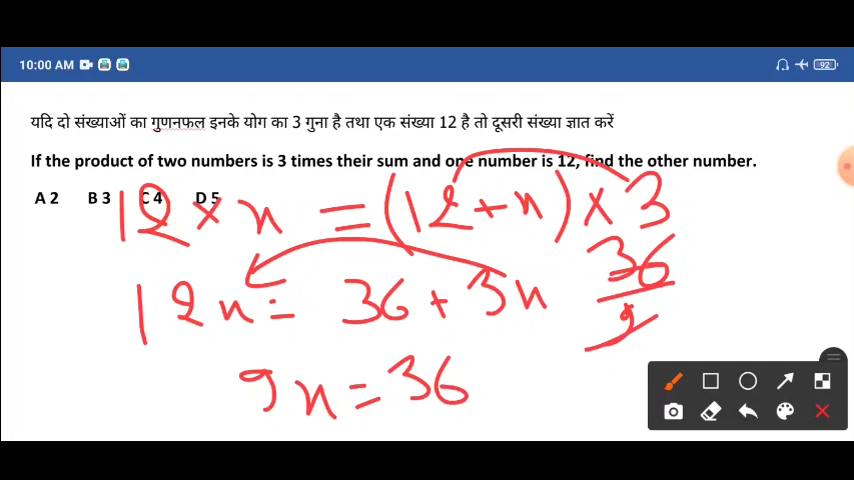 10:00 AM
92
यदि दो संख्याओं का गुणनफल इनके योग का 3 गुना है तथा एक संख्या 12 है तो दूसरी संख्या ज्ञात करें
If the product of two numbers is 3 times their sum and one number is 12, find the other number.
A 2 B 3 C 4 D 5
12 × n = (12 + n) × 3
12n = 36 + 3n
36
9
9n = 36